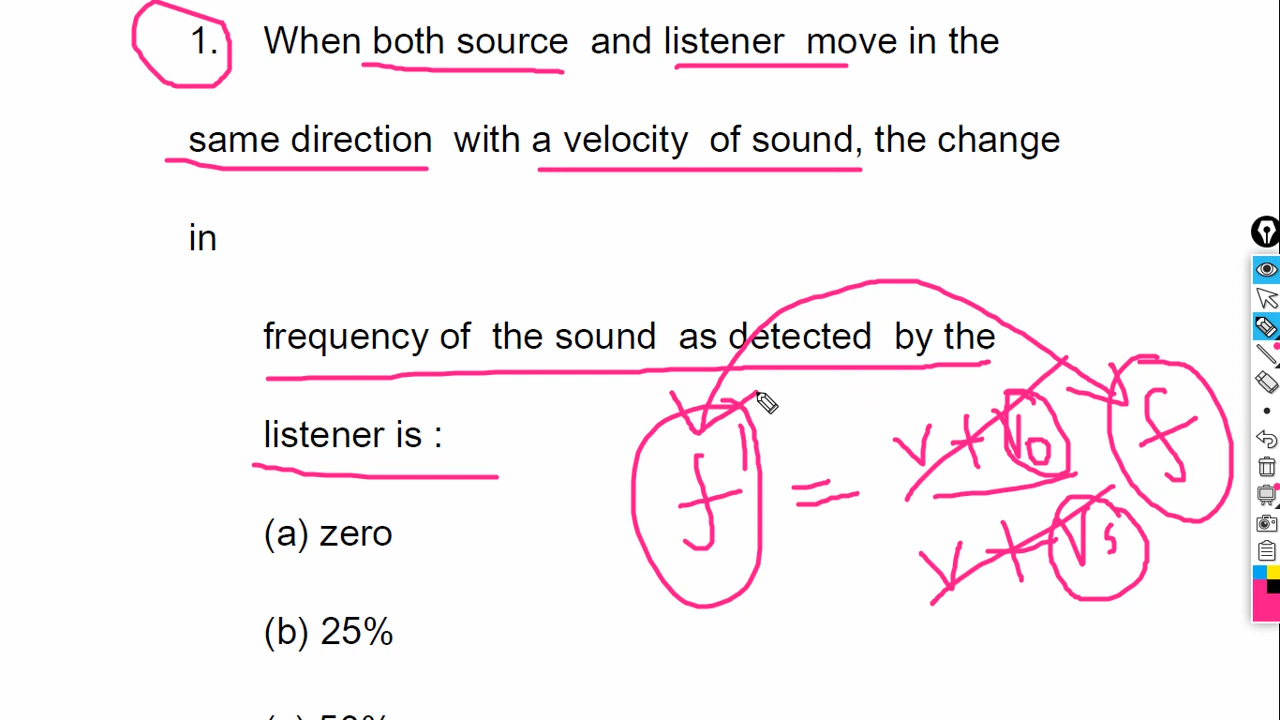 1. When both source and listener move in the
same direction with a velocity of sound, the change
in
frequency of the sound as detected by the
listener is :
f' = v + v₀ f
v + vₛ
(a) zero
(b) 25%
(c) 50%